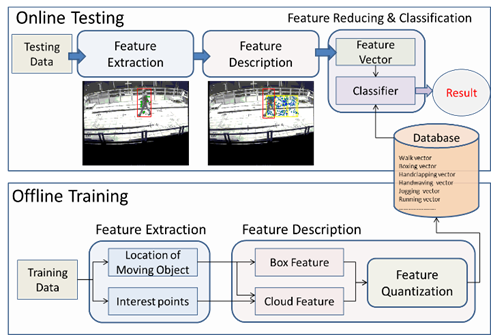 Online Testing
Feature Reducing & Classification
Testing
Data
Feature
Extraction
Feature
Description
Feature
Vector
Classifier
Result
Database
Walk vector
Boxing vector
Handclapping vector
Handwaving vector
Jogging vector
Running vector
Offline Training
Feature Extraction
Feature Description
Training
Data
Location of
Moving Object
Interest points
Box Feature
Cloud Feature
Feature
Quantization